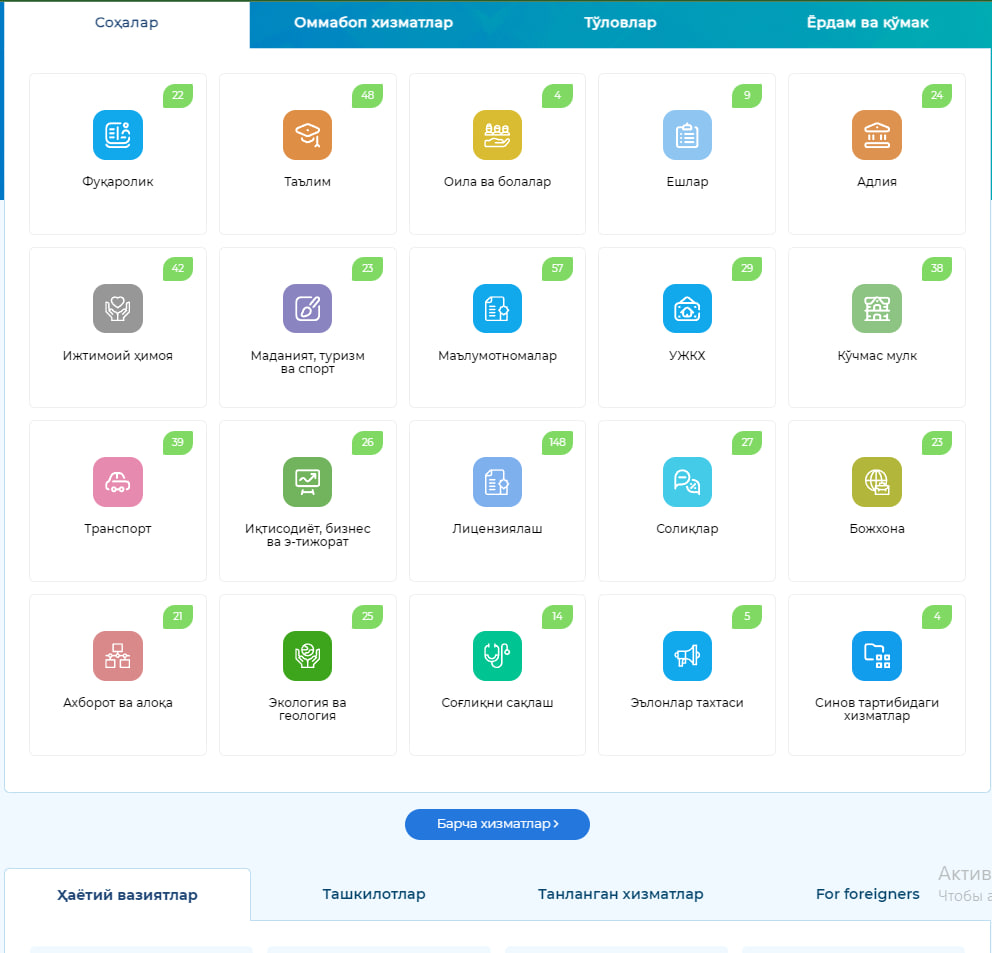 Соҳалар
Оммабоп хизматлар
Тўловлар
Ёрдам ва кўмак
22
48
4
9
24
Фуқаролик
Таълим
Оила ва болалар
Ешлар
Адлия
42
23
57
29
38
Ижтимоий ҳимоя
Маданият, туризм
ва спорт
Маълумотномалар
УЖКХ
Кўчмас мулк
39
26
148
27
23
Транспорт
Иқтисодиёт, бизнес
ва э-тижорат
Лицензиялаш
Солиқлар
Божхона
21
25
14
5
4
Ахборот ва алоқа
Экология ва
геология
Соғлиқни сақлаш
Эълонлар тахтаси
Синов тартибидаги
хизматлар
Барча хизматлар ›
Ҳаётий вазиятлар
Ташкилотлар
Танланган хизматлар
For foreigners
Актив
Чтобы а